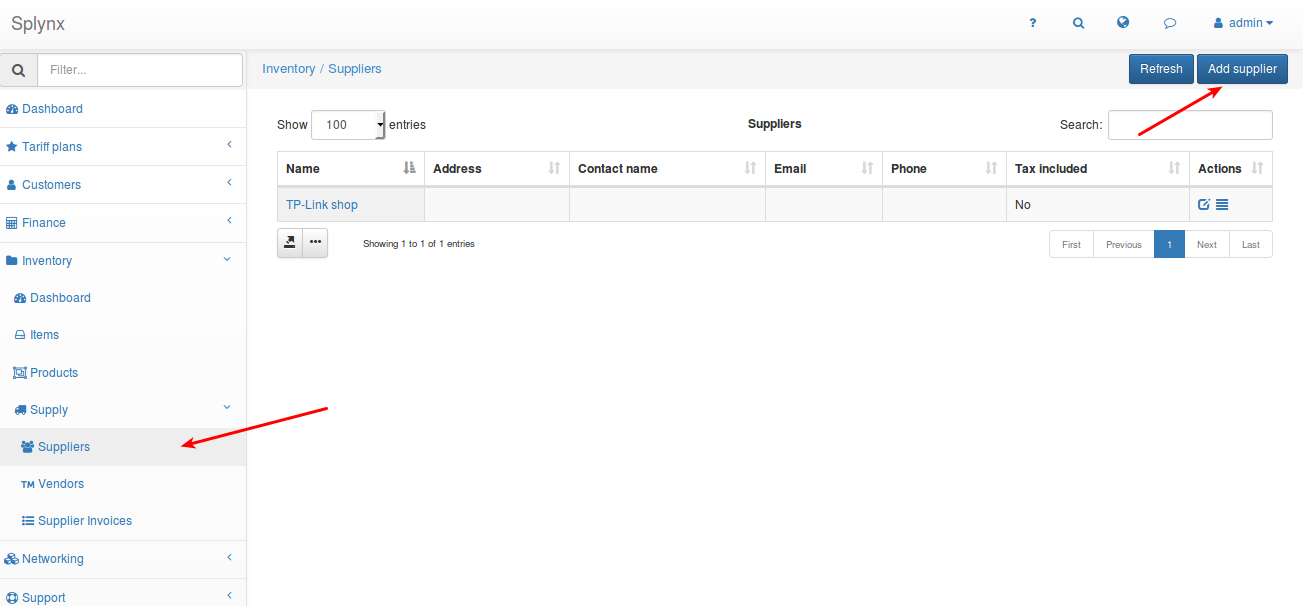 Splynx
? admin
Filter...
Inventory / Suppliers
Refresh Add supplier
Dashboard
Tariff plans
Customers
Finance
Inventory
Dashboard
Items
Products
Supply
Suppliers
TM Vendors
Supplier Invoices
Networking
Support
Show 100 entries
Suppliers
Search:
Name Address Contact name Email Phone Tax included Actions
TP-Link shop No
Showing 1 to 1 of 1 entries
First Previous 1 Next Last